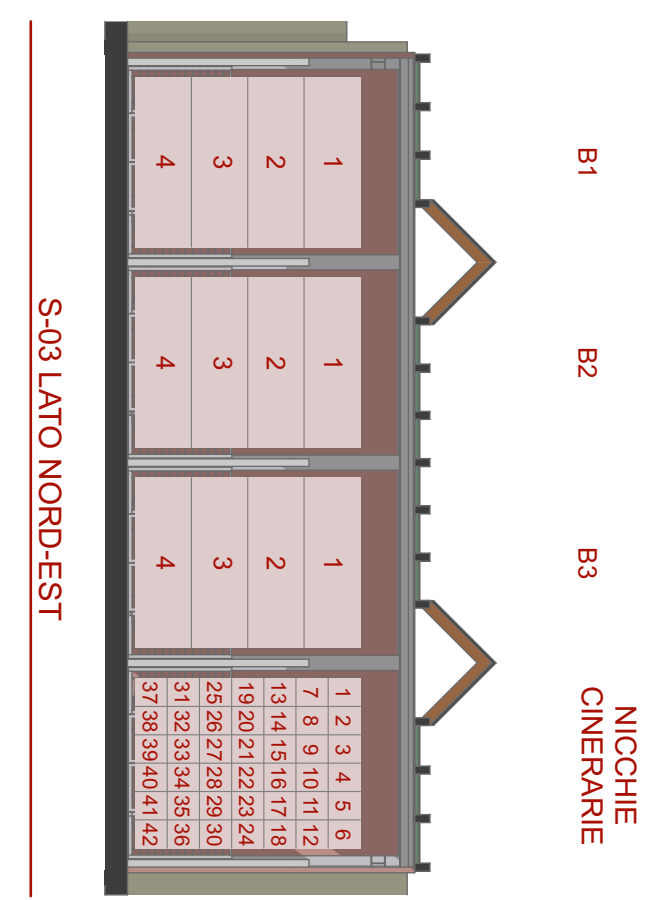 B1
B2
B3
NICCHIE
CINERARIE
1
1
1
2
2
2
3
3
3
4
4
4
1 2 3 4 5 6
7 8 9 10 11 12
13 14 15 16 17 18
19 20 21 22 23 24
25 26 27 28 29 30
31 32 33 34 35 36
37 38 39 40 41 42
S-03 LATO NORD-EST